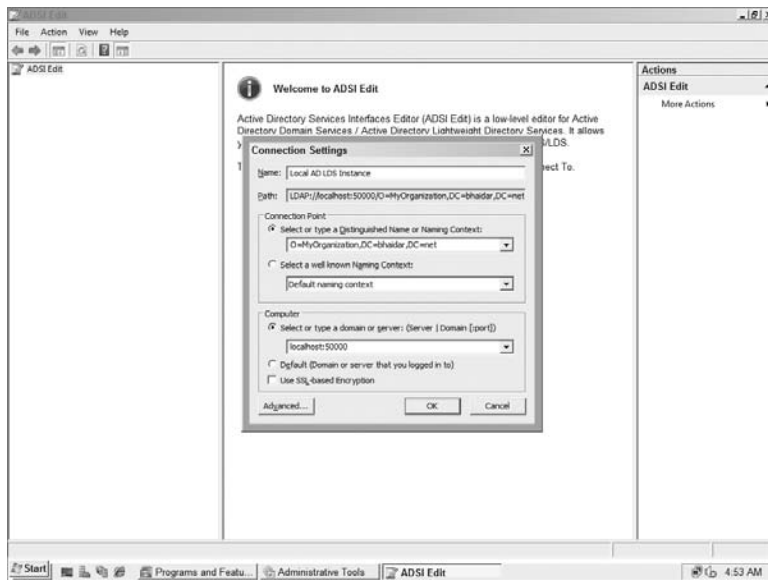 ADSI Edit
File Action View Help
ADSI Edit
Welcome to ADSI Edit
Active Directory Services Interfaces Editor (ADSI Edit) is a low-level editor for Active
Directory Domain Services / Active Directory Lightweight Directory Services. It allows
y
S/LDS.
T
nect To.
Connection Settings
Name: Local AD LDS Instance
Path: LDAP://localhost:50000/O=MyOrganization,DC=bhaidar,DC=net
Connection Point
Select or type a Distinguished Name or Naming Context:
O=MyOrganization,DC=bhaidar,DC=net
Select a well known Naming Context:
Default naming context
Computer
Select or type a domain or server: (Server | Domain [:port])
localhost:50000
Default (Domain or server that you logged in to)
Use SSL-based Encryption
Advanced...
OK
Cancel
Actions
ADSI Edit
More Actions
Start
Programs and Featu...
Administrative Tools
ADSI Edit
4:53 AM